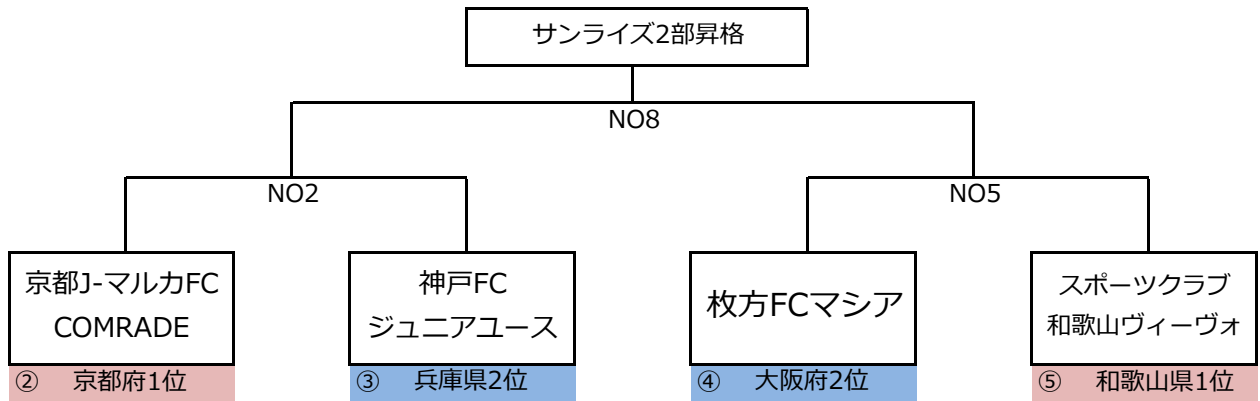 サンライズ2部昇格
NO8
NO2
NO5
京都J-マルカFC
COMRADE
神戸FC
ジュニアユース
枚方FCマシア
スポーツクラブ
和歌山ヴィーヴォ
② 京都府1位
③ 兵庫県2位
④ 大阪府2位
⑤ 和歌山県1位